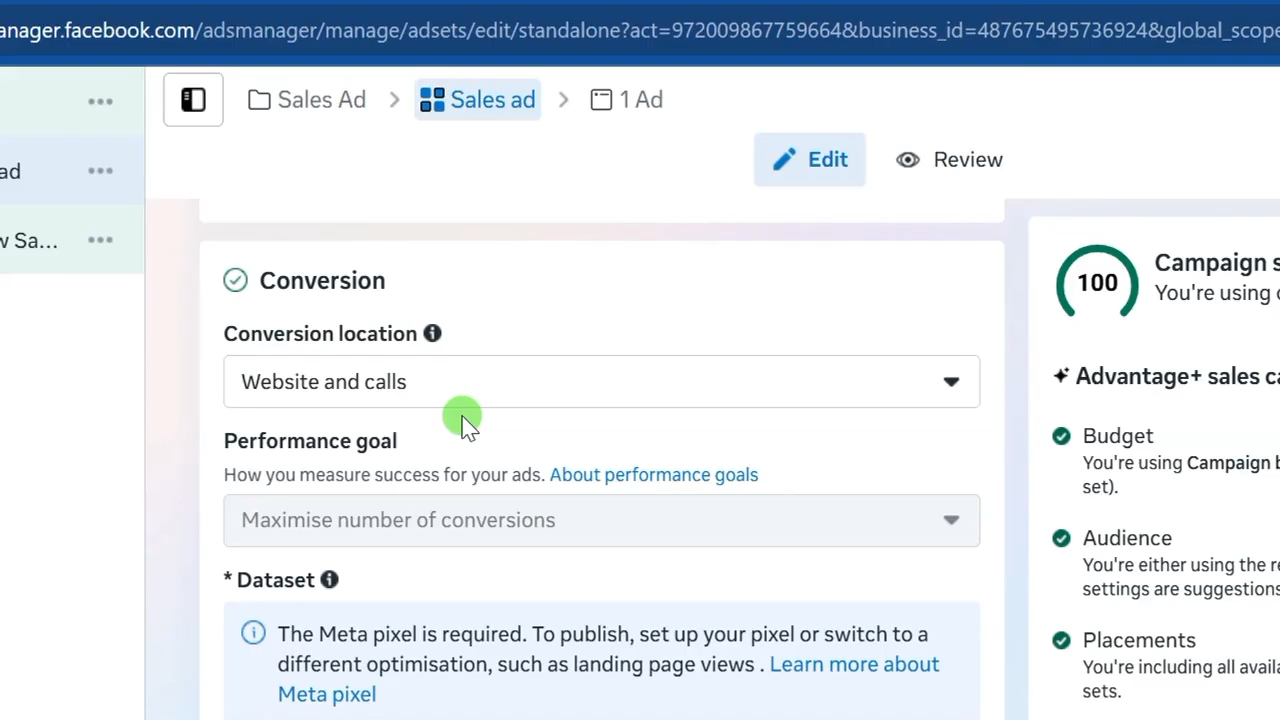 anager.facebook.com/adsmanager/manage/adsets/edit/standalone?act=972009867759664&business_id=487675495736924&global_scope
Sales Ad > Sales ad > 1 Ad
ad
w Sa...
Edit Review
Conversion
Conversion location
Website and calls
Performance goal
How you measure success for your ads. About performance goals
Maximise number of conversions
* Dataset
The Meta pixel is required. To publish, set up your pixel or switch to a
different optimisation, such as landing page views . Learn more about
Meta pixel
100
Campaign s
You're using
Advantage+ sales ca
Budget
You're using Campaign b
set).
Audience
You're either using the re
settings are suggestions
Placements
You're including all availa
sets.